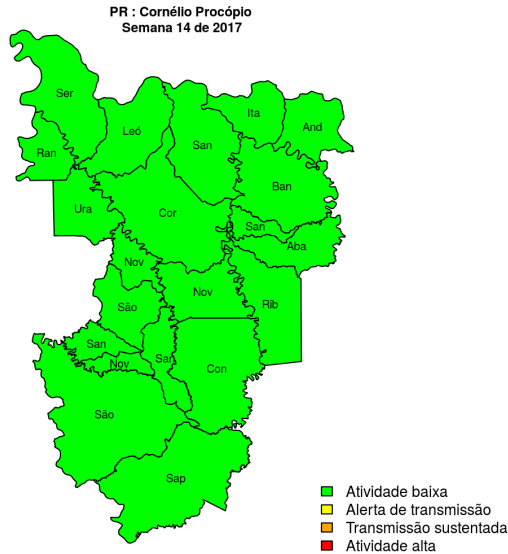 PR : Cornélio Procópio
Semana 14 de 2017
Ser
Ita
Leó
And
San
Ran
Ban
Ura
Cor
San
Aba
Nov
Nov
São
Rib
San
San
Nov
Con
São
Sap
Atividade baixa
Alerta de transmissão
Transmissão sustentada
Atividade alta